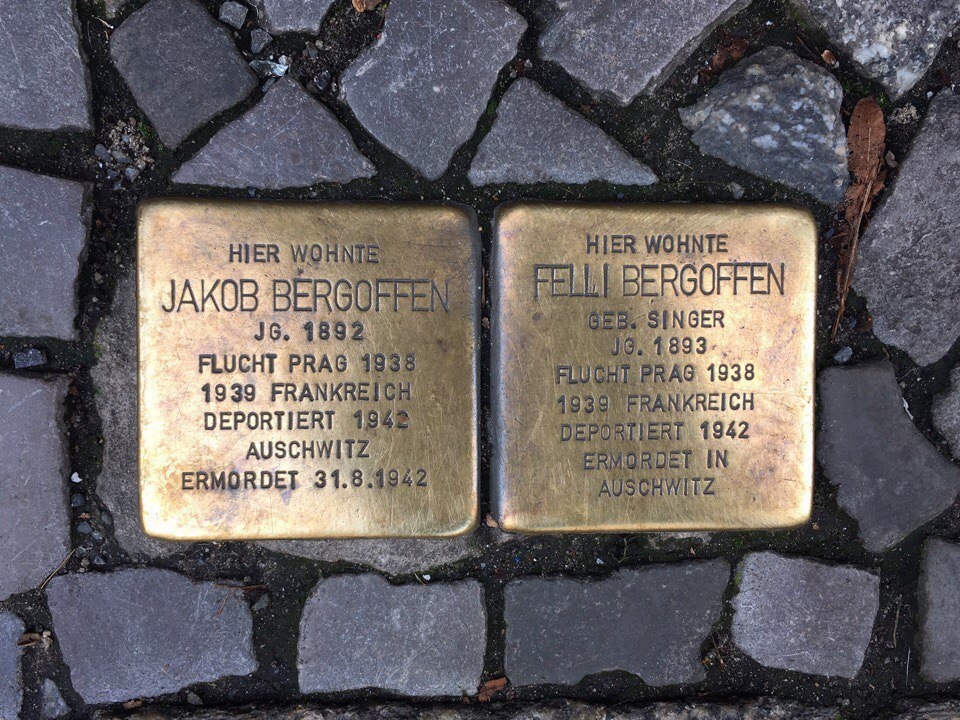 HIER WOHNTE
JAKOB BERGOFFEN
JG. 1892
FLUCHT PRAG 1938
1939 FRANKREICH
DEPORTIERT 1942
AUSCHWITZ
ERMORDET 31.8.1942
HIER WOHNTE
FELLI BERGOFFEN
GEB. SINGER
JG. 1893
FLUCHT PRAG 1938
1939 FRANKREICH
DEPORTIERT 1942
ERMORDET IN
AUSCHWITZ